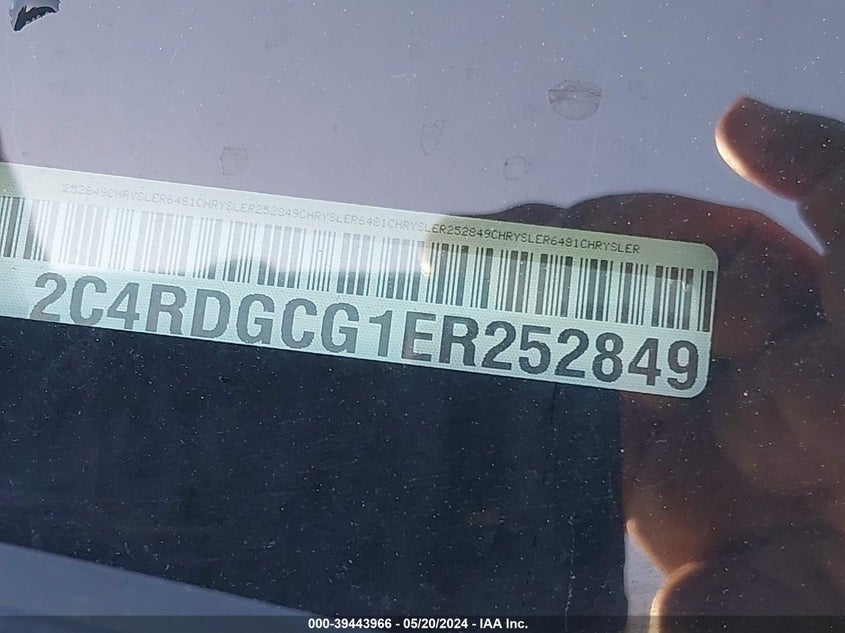 252849CHRYSLER6481CHRYSLER252849CHRYSLER6481CHRYSLER252849CHRYSLER6481CHRYSLER
2C4RDGCG1ER252849
000-39443966 - 05/20/2024 - IAA Inc.